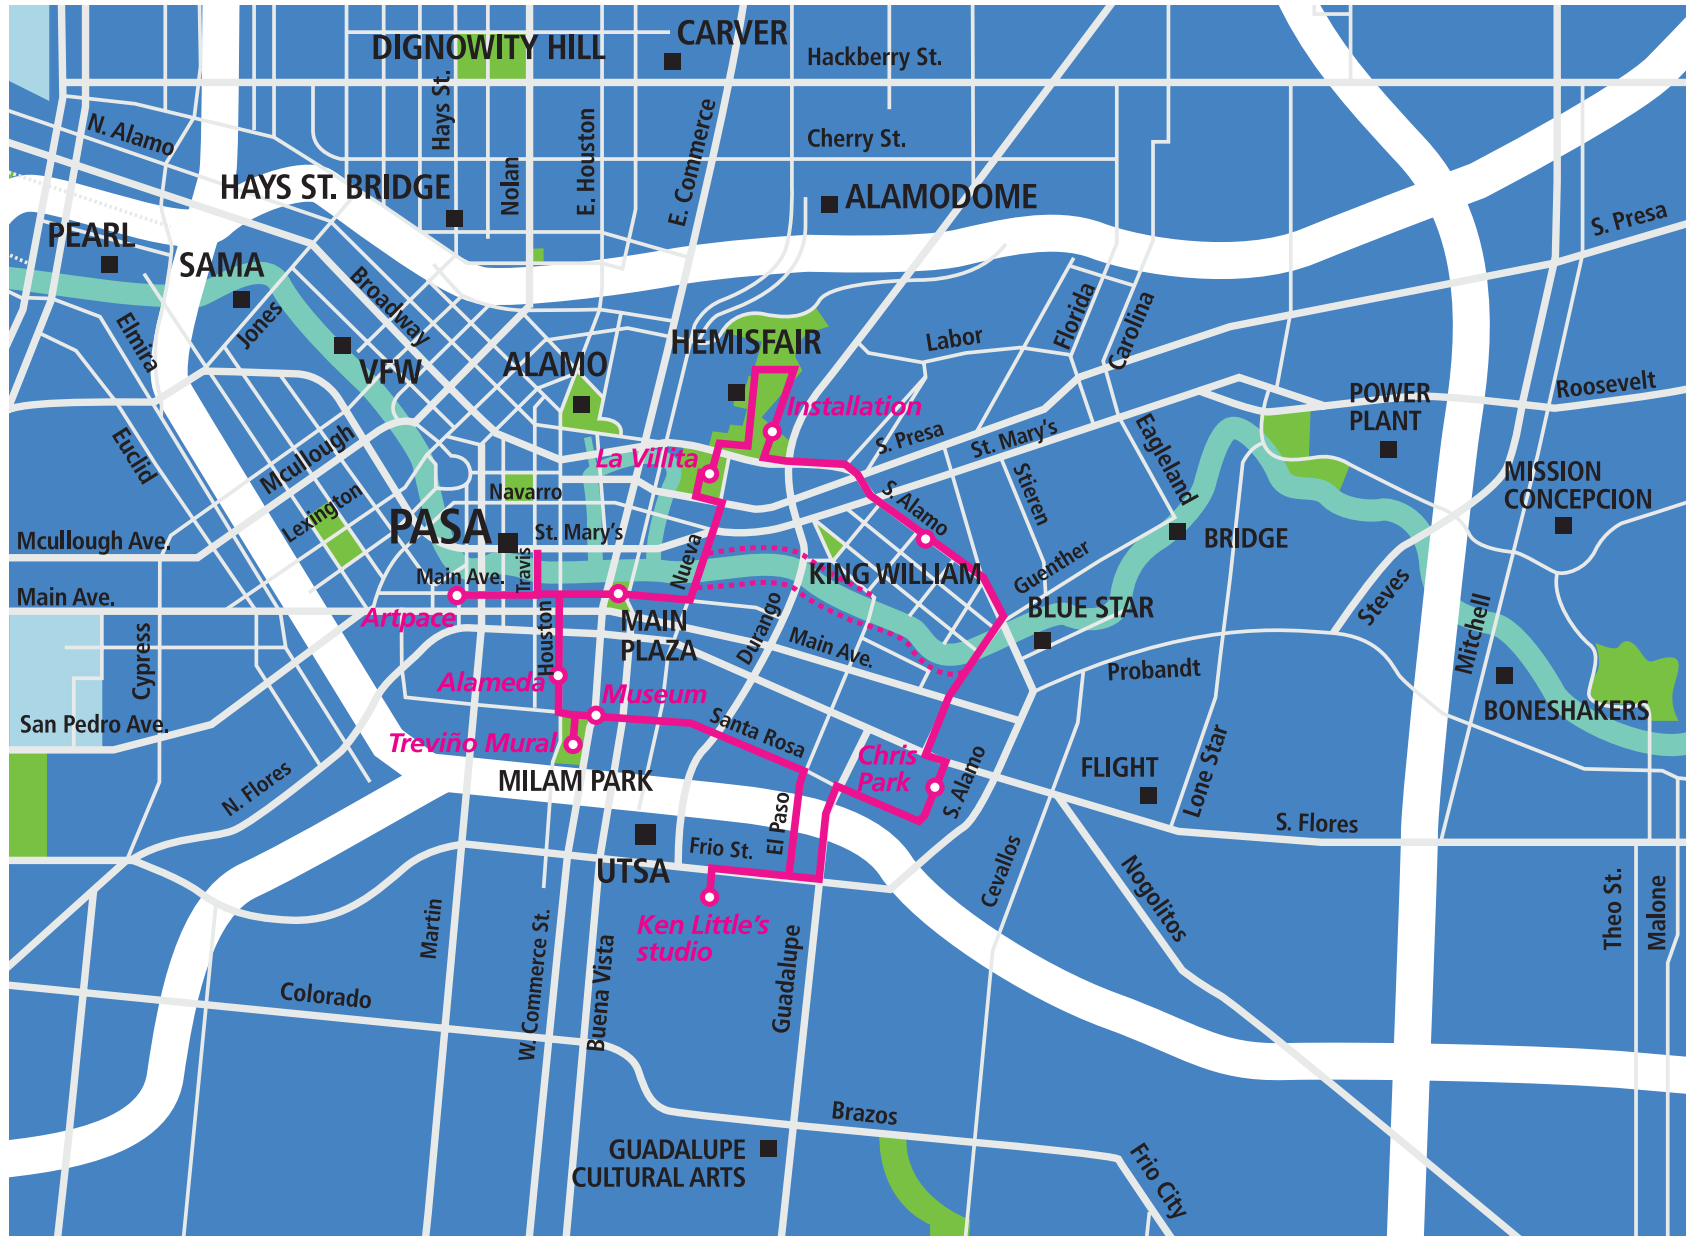 CARVER
DIGNOWITY HILL
Hackberry St.
Hays St.
E. Houston
E. Commerce
N. Alamo
Cherry St.
Nolan
HAYS ST. BRIDGE
ALAMODOME
S. Presa
PEARL
SAMA
Broadway
Elmira
Jones
Florida
Carolina
Labor
HEMISFAIR
VFW
ALAMO
POWER
PLANT
Roosevelt
Installation
Euclid
Mcullough
S. Presa
St. Mary's
Eagleland
La Villita
MISSION
CONCEPCION
Lexington
Navarro
Stieren
S. Alamo
PASA
St. Mary's
Mcullough Ave.
BRIDGE
Travis
Nueva
Main Ave.
KING WILLIAM
Guenther
Main Ave.
Steves
Artpace
MAIN
PLAZA
Durango
BLUE STAR
Mitchell
Cypress
Houston
Main Ave.
Probandt
Alameda
Museum
San Pedro Ave.
Santa Rosa
BONESHAKERS
Treviño Mural
Chris
Park
N. Flores
MILAM PARK
S. Alamo
FLIGHT
Lone Star
El Paso
S. Flores
Frio St.
UTSA
Cevallos
Nogolitos
Martin
Ken Little's
studio
Theo St.
Malone
W. Commerce St.
Buena Vista
Guadalupe
Colorado
Brazos
GUADALUPE
CULTURAL ARTS
Frio City